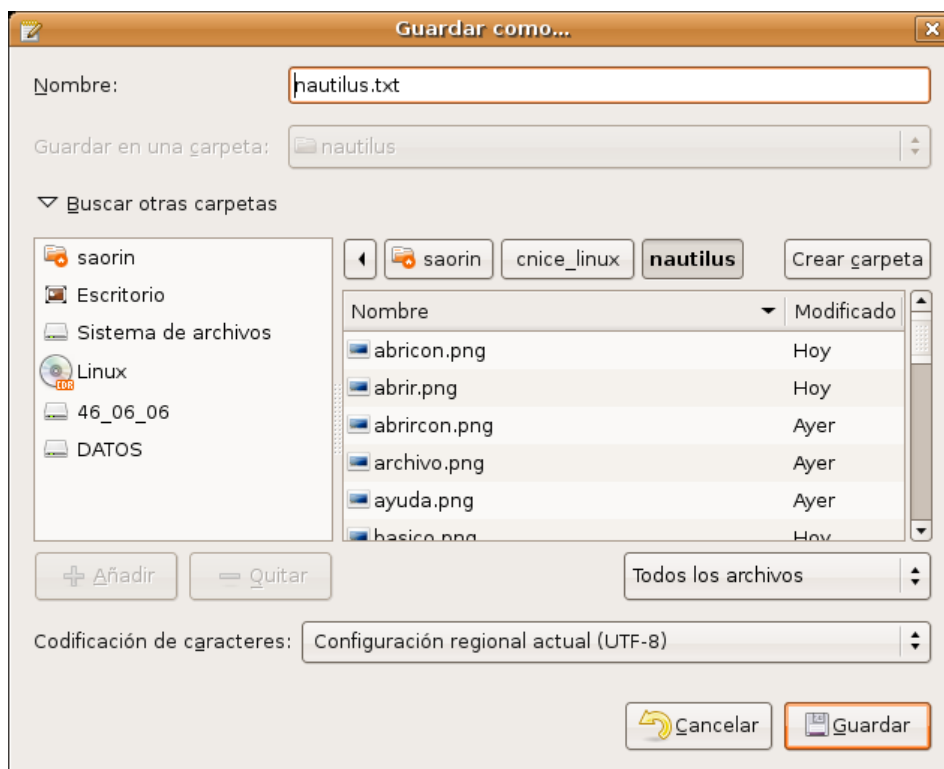 Guardar como...
Nombre:
nautilus.txt
Guardar en una carpeta:
nautilus
Buscar otras carpetas
saorin
Escritorio
Sistema de archivos
Linux
CDR
46_06_06
DATOS
saorin
cnice_linux
nautilus
Crear carpeta
Nombre
Modificado
abricon.png
Hoy
abrir.png
Hoy
abrircon.png
Ayer
archivo.png
Ayer
ayuda.png
Ayer
basico.png
Hoy
Añadir
Quitar
Todos los archivos
Codificación de caracteres:
Configuración regional actual (UTF-8)
Cancelar
Guardar